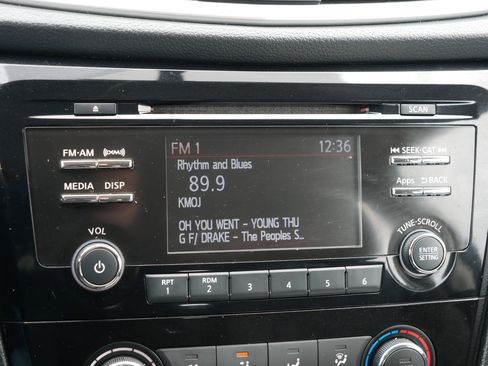 SCAN
FM 1 12:36
FM·AM
Rhythm and Blues
SEEK·CAT
89.9
MEDIA DISP
KMOJ
Apps BACK
OH YOU WENT - YOUNG THU
G F/ DRAKE - The Peoples S...
VOL
TUNE·SCROLL
ENTER
SETTING
RPT RDM
1 2 3 4 5 6